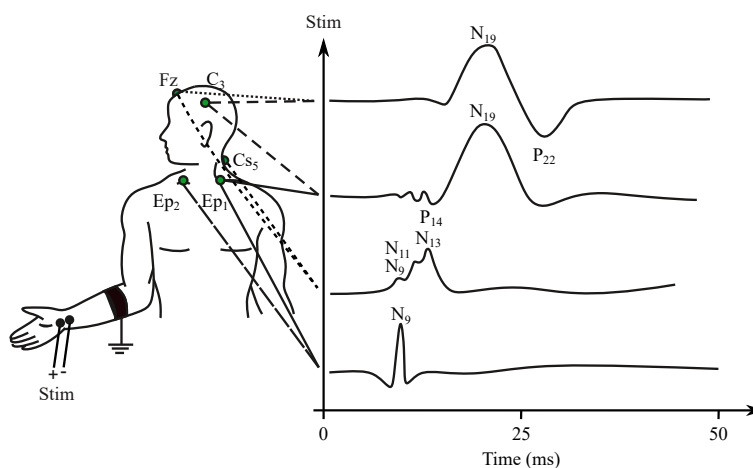 Stim
N₁₉
Fz
C₃
N₁₉
P₂₂
Cs₅
Ep₂
Ep₁
P₁₄
N₁₁
N₁₃
N₉
N₉
+ -
Stim
0
25
50
Time (ms)